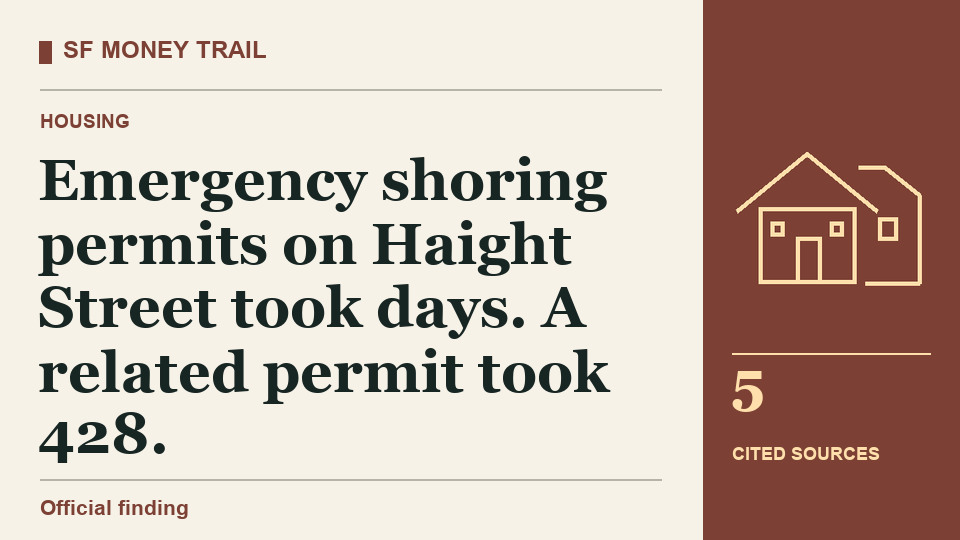 SF MONEY TRAIL
HOUSING
Emergency shoring
permits on Haight
Street took days. A
related permit took
428.
Official finding
5
CITED SOURCES